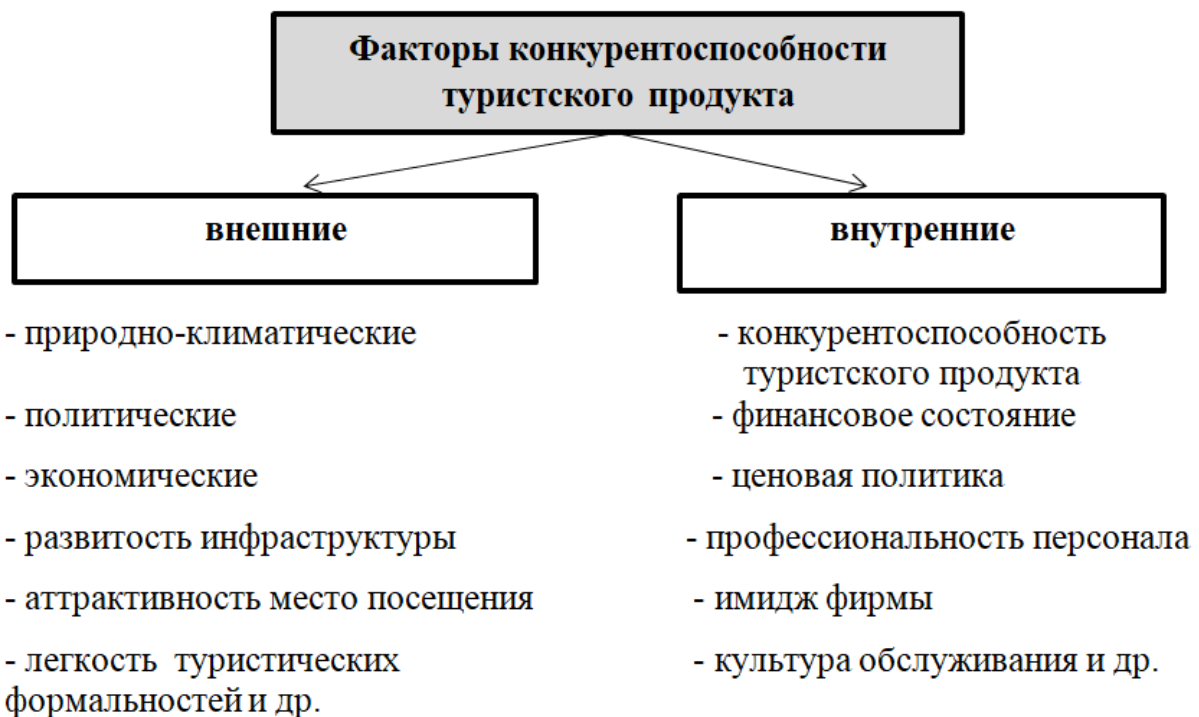 Факторы конкурентоспособности
туристского продукта
внешние
- природно-климатические
- политические
- экономические
- развитость инфраструктуры
- аттрактивность место посещения
- легкость туристических
формальностей и др.
внутренние
- конкурентоспособность
туристского продукта
- финансовое состояние
- ценовая политика
- профессиональность персонала
- имидж фирмы
- культура обслуживания и др.